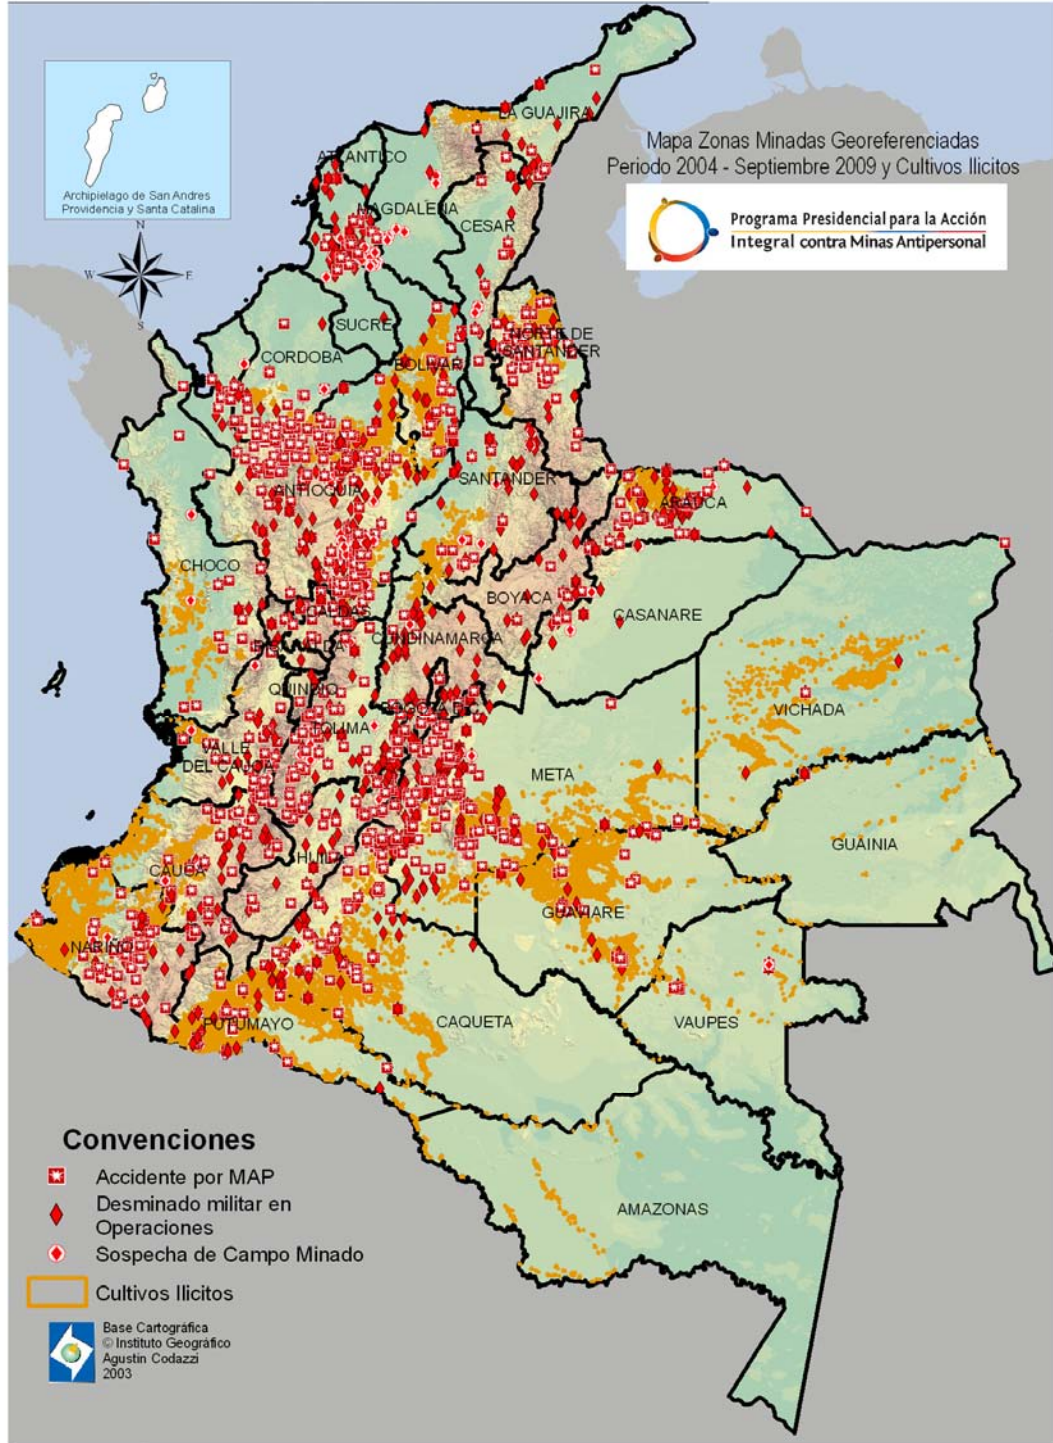 Archipielago de San Andres
Providencia y Santa Catalina
Mapa Zonas Minadas Georeferenciadas
Periodo 2004 - Septiembre 2009 y Cultivos Ilicitos
Programa Presidencial para la Acción
Integral contra Minas Antipersonal
N
W
E
S
LA GUAJIRA
ATLANTICO
MAGDALENA
CESAR
SUCRE
CORDOBA
BOLIVAR
NORTE DE
SANTANDER
ANTIOQUIA
SANTANDER
ARAUCA
CHOCO
BOYACA
CASANARE
CALDAS
CUNDINAMARCA
RISARALDA
QUINDIO
BOGOTA D.C.
TOLIMA
VICHADA
VALLE
DEL CAUCA
META
GUAINIA
HUILA
CAUCA
GUAVIARE
NARIÑO
PUTUMAYO
CAQUETA
VAUPES
AMAZONAS
Convenciones
Accidente por MAP
Desminado militar en
Operaciones
Sospecha de Campo Minado
Cultivos Ilicitos
Base Cartográfica
© Instituto Geográfico
Agustin Codazzi
2003